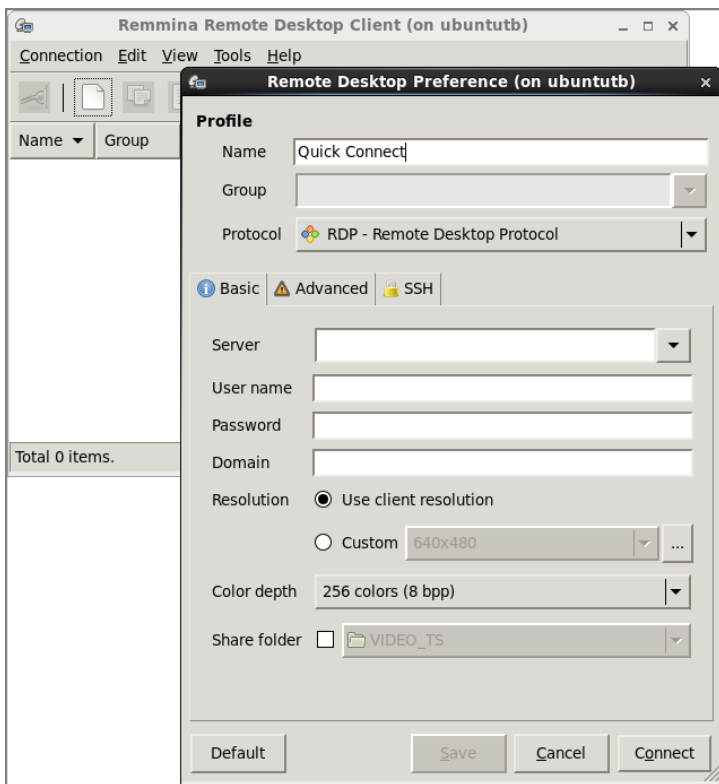 Remmina Remote Desktop Client (on ubuntutb)
Connection Edit View Tools Help
Remote Desktop Preference (on ubuntutb)
Name Group
Total 0 items.
Profile
Name Quick Connect
Group
Protocol RDP - Remote Desktop Protocol
Basic Advanced SSH
Server
User name
Password
Domain
Resolution Use client resolution
Custom 640x480 ...
Color depth 256 colors (8 bpp)
Share folder VIDEO_TS
Default Save Cancel Connect